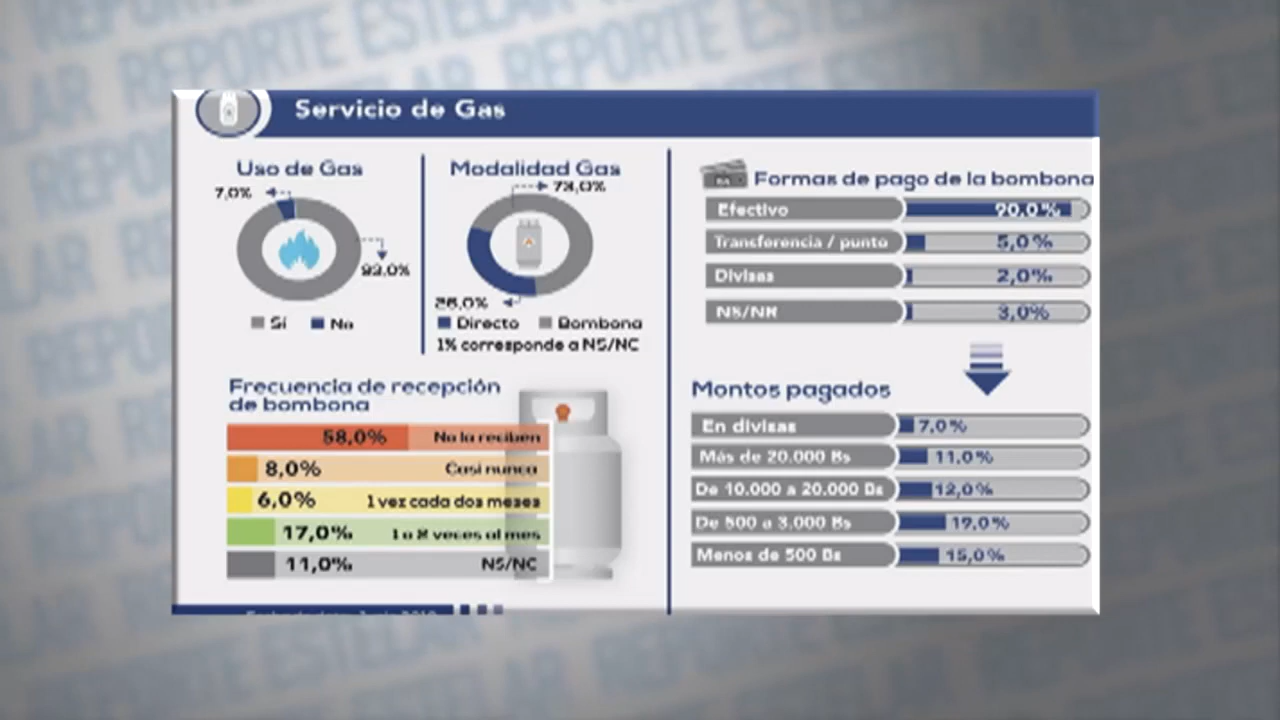 REPORTE ESTELAR
Servicio de Gas
Uso de Gas
7,0%
93,0%
Sí No
Modalidad Gas
73,0%
26,0%
Directo Bombona
1% corresponde a NS/NC
Frecuencia de recepción
de bombona
58,0% No la reciben
8,0% Casi nunca
6,0% 1 vez cada dos meses
17,0% 1 o 2 veces al mes
11,0% NS/NC
Formas de pago de la bombona
Efectivo 90,0%
Transferencia / punto 5,0%
Divisas 2,0%
NS/NR 3,0%
Montos pagados
En divisas 7,0%
Más de 20.000 Bs 11,0%
De 10.000 a 20.000 Bs 12,0%
De 500 a 3.000 Bs
Menos de 500 Bs 15,0%